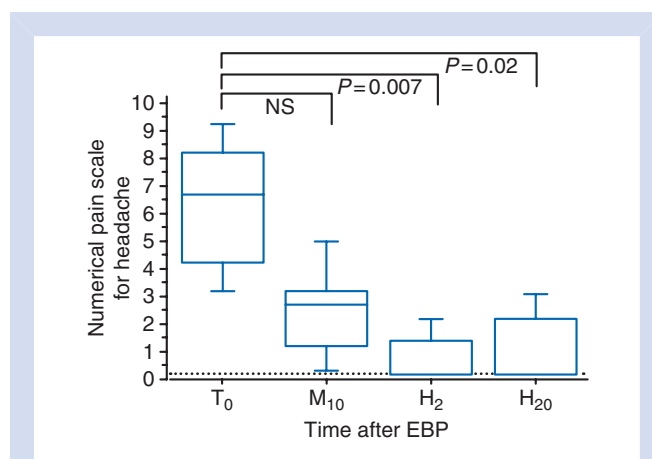 P=0.02
P=0.007
NS
10
9
8
7
6
5
4
3
2
1
0
Numerical pain scale
for headache
T0 M10 H2 H20
Time after EBP